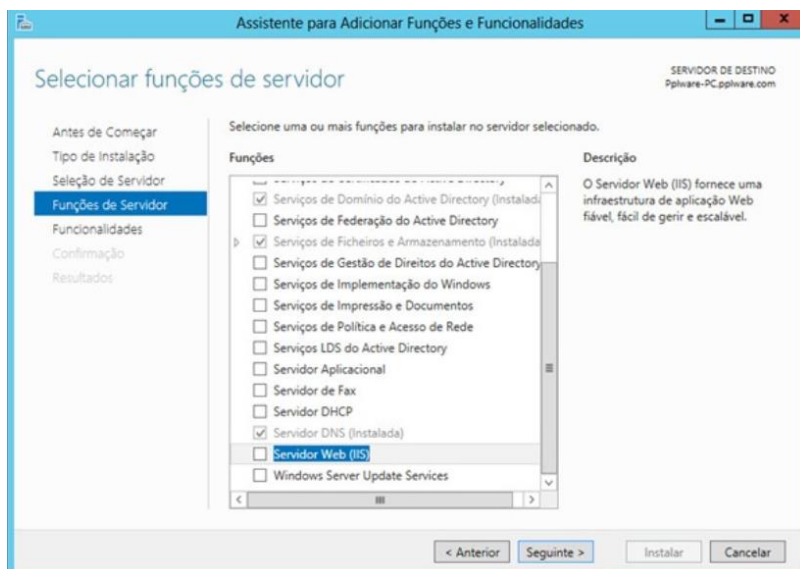 Assistente para Adicionar Funções e Funcionalidades
Selecionar funções de servidor
SERVIDOR DE DESTINO
Pplware-PC.pplware.com
Antes de Começar
Tipo de Instalação
Seleção de Servidor
Funções de Servidor
Funcionalidades
Confirmação
Resultados
Selecione uma ou mais funções para instalar no servidor selecionado.
Funções
Serviços de Domínio do Active Directory (Instalada
Serviços de Federação do Active Directory
Serviços de Ficheiros e Armazenamento (Instalada
Serviços de Gestão de Direitos do Active Directory
Serviços de Implementação do Windows
Serviços de Impressão e Documentos
Serviços de Política e Acesso de Rede
Serviços LDS do Active Directory
Servidor Aplicacional
Servidor de Fax
Servidor DHCP
Servidor DNS (Instalada)
Servidor Web (IIS)
Windows Server Update Services
Descrição
O Servidor Web (IIS) fornece uma
infraestrutura de aplicação Web
fiável, fácil de gerir e escalável.
< Anterior
Seguinte >
Instalar
Cancelar